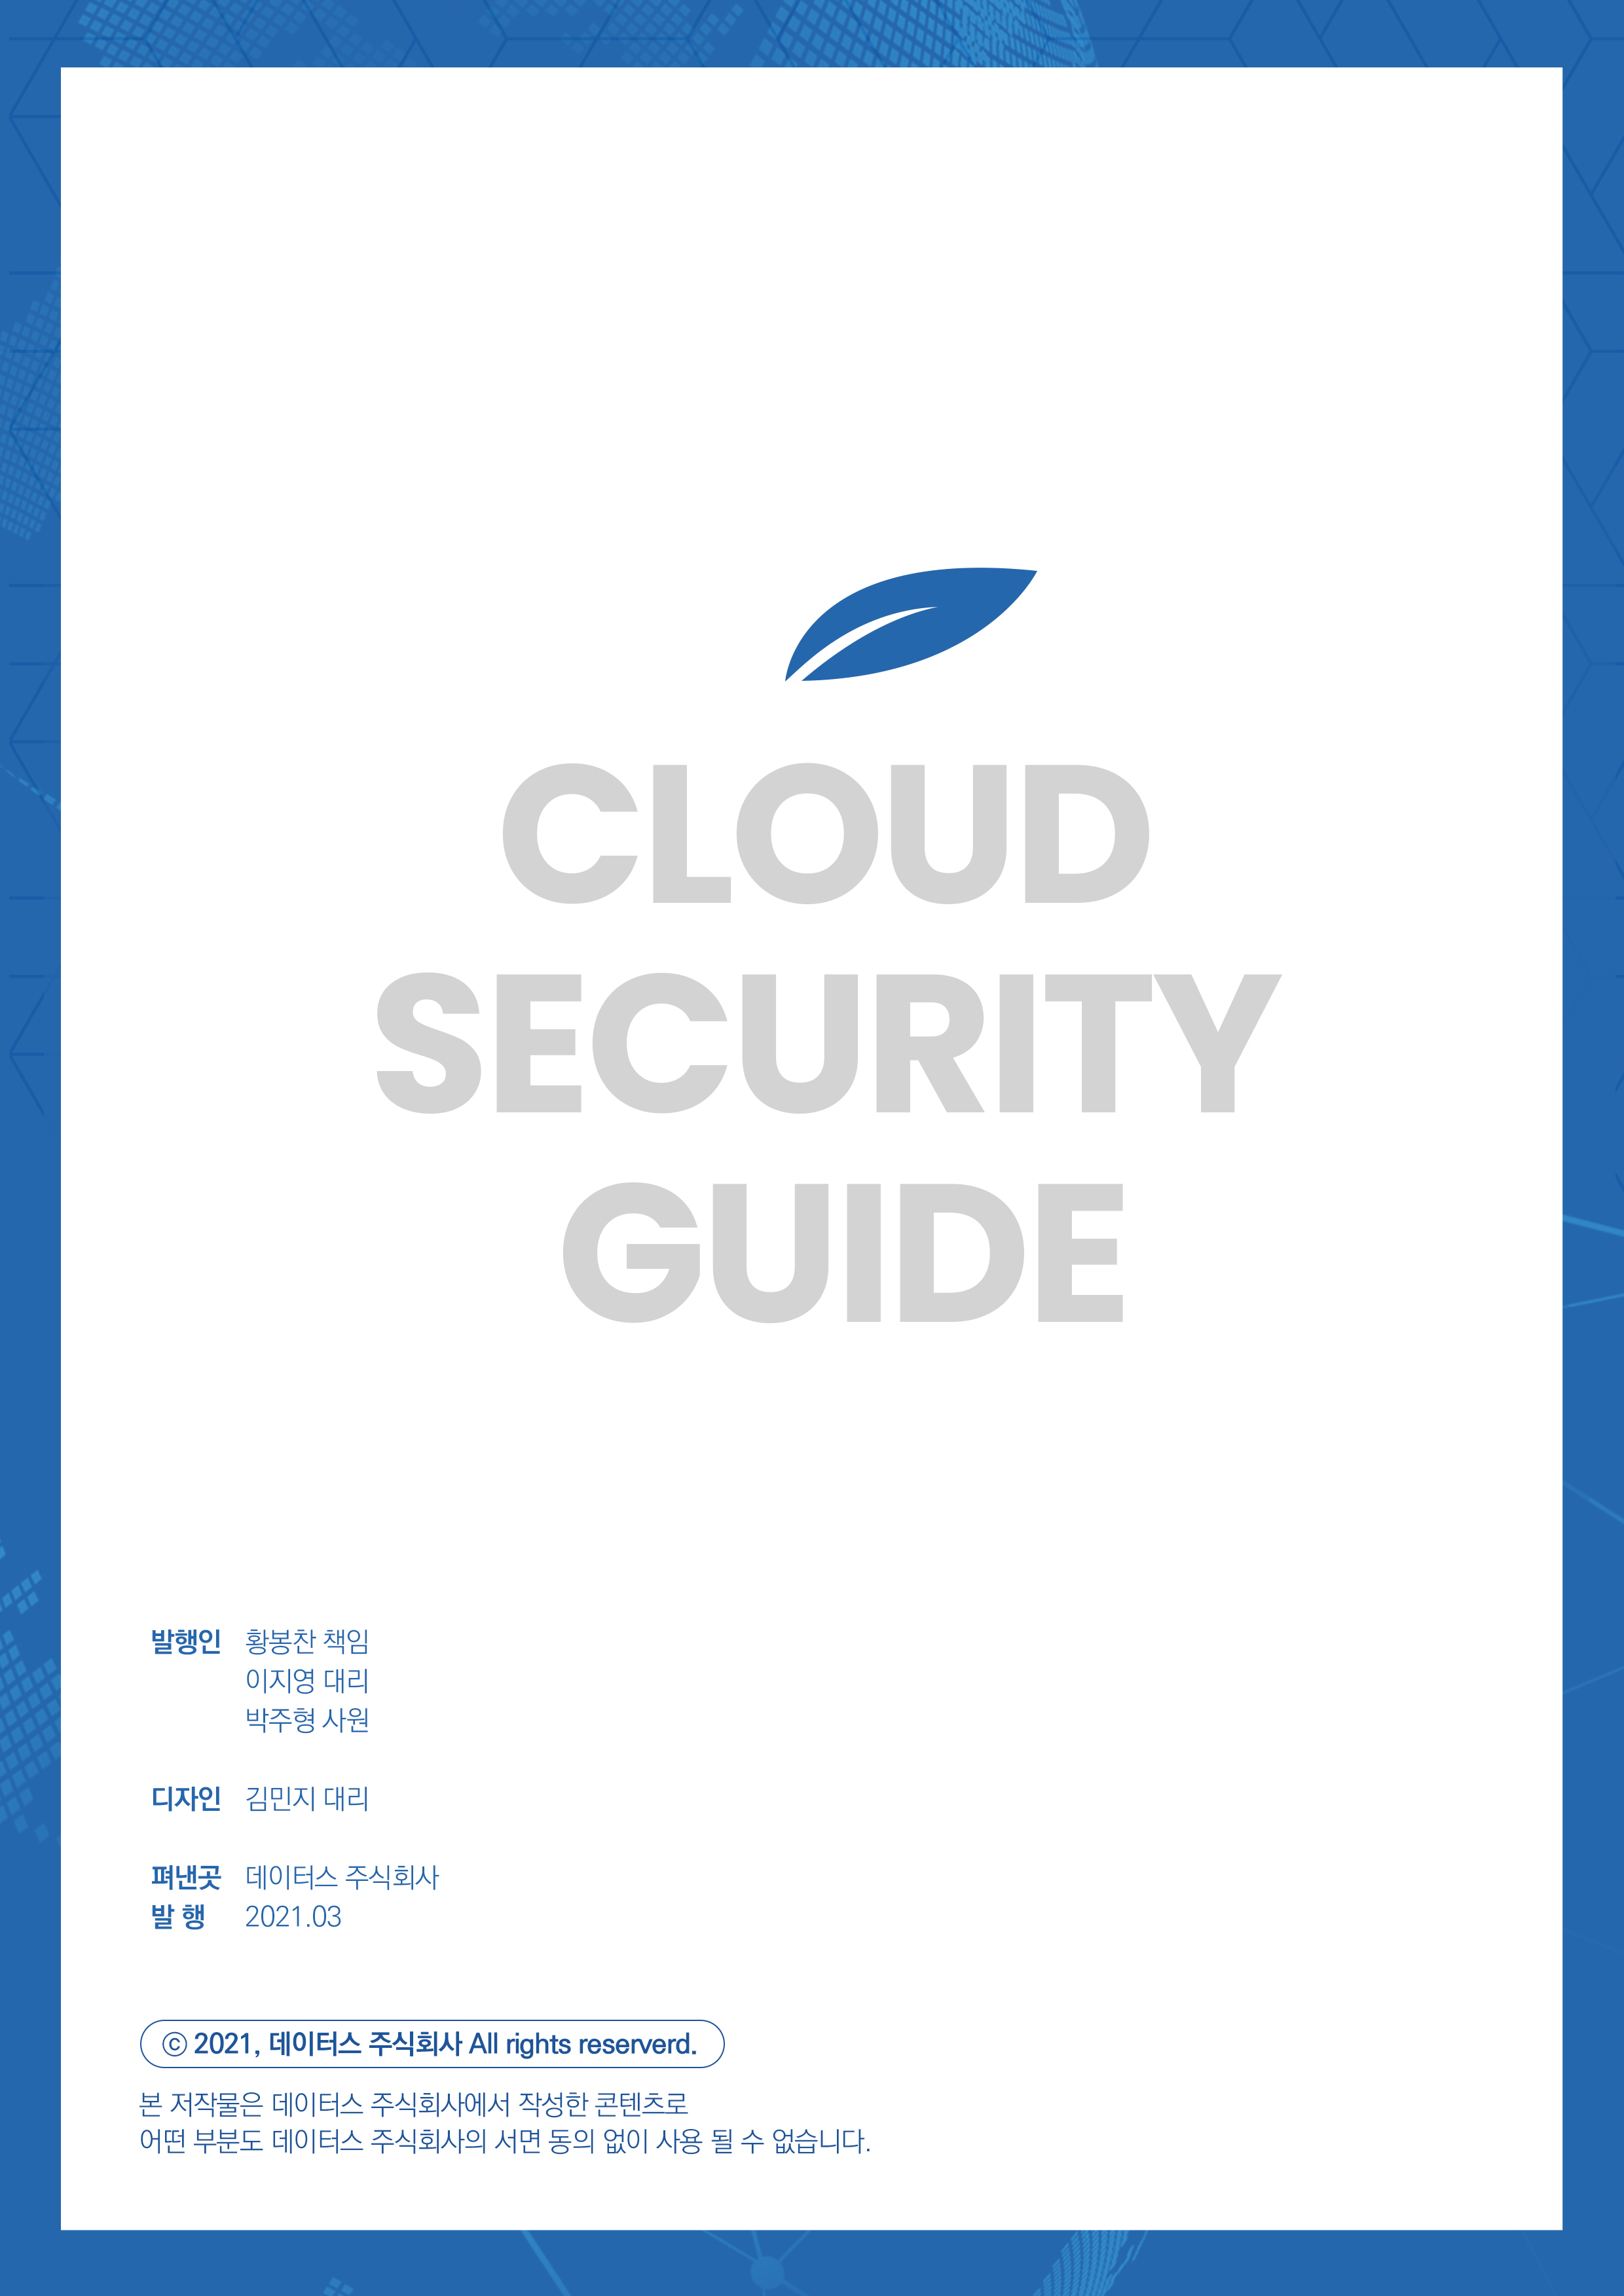 CLOUD
SECURITY
GUIDE
발행인 황봉찬 책임
이지영 대리
박주형 사원
디자인 김민지 대리
펴낸곳 데이터스 주식회사
발 행 2021.03
ⓒ 2021, 데이터스 주식회사 All rights reserverd.
본 저작물은 데이터스 주식회사에서 작성한 콘텐츠로
어떤 부분도 데이터스 주식회사의 서면 동의 없이 사용 될 수 없습니다.